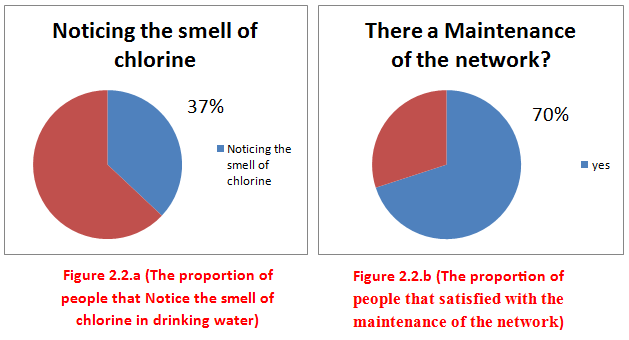 Noticing the smell of
chlorine
37%
Noticing the
smell of
chlorine
Figure 2.2.a (The proportion of
people that Notice the smell of
chlorine in drinking water)
There a Maintenance
of the network?
70%
yes
Figure 2.2.b (The proportion of
people that satisfied with the
maintenance of the network)